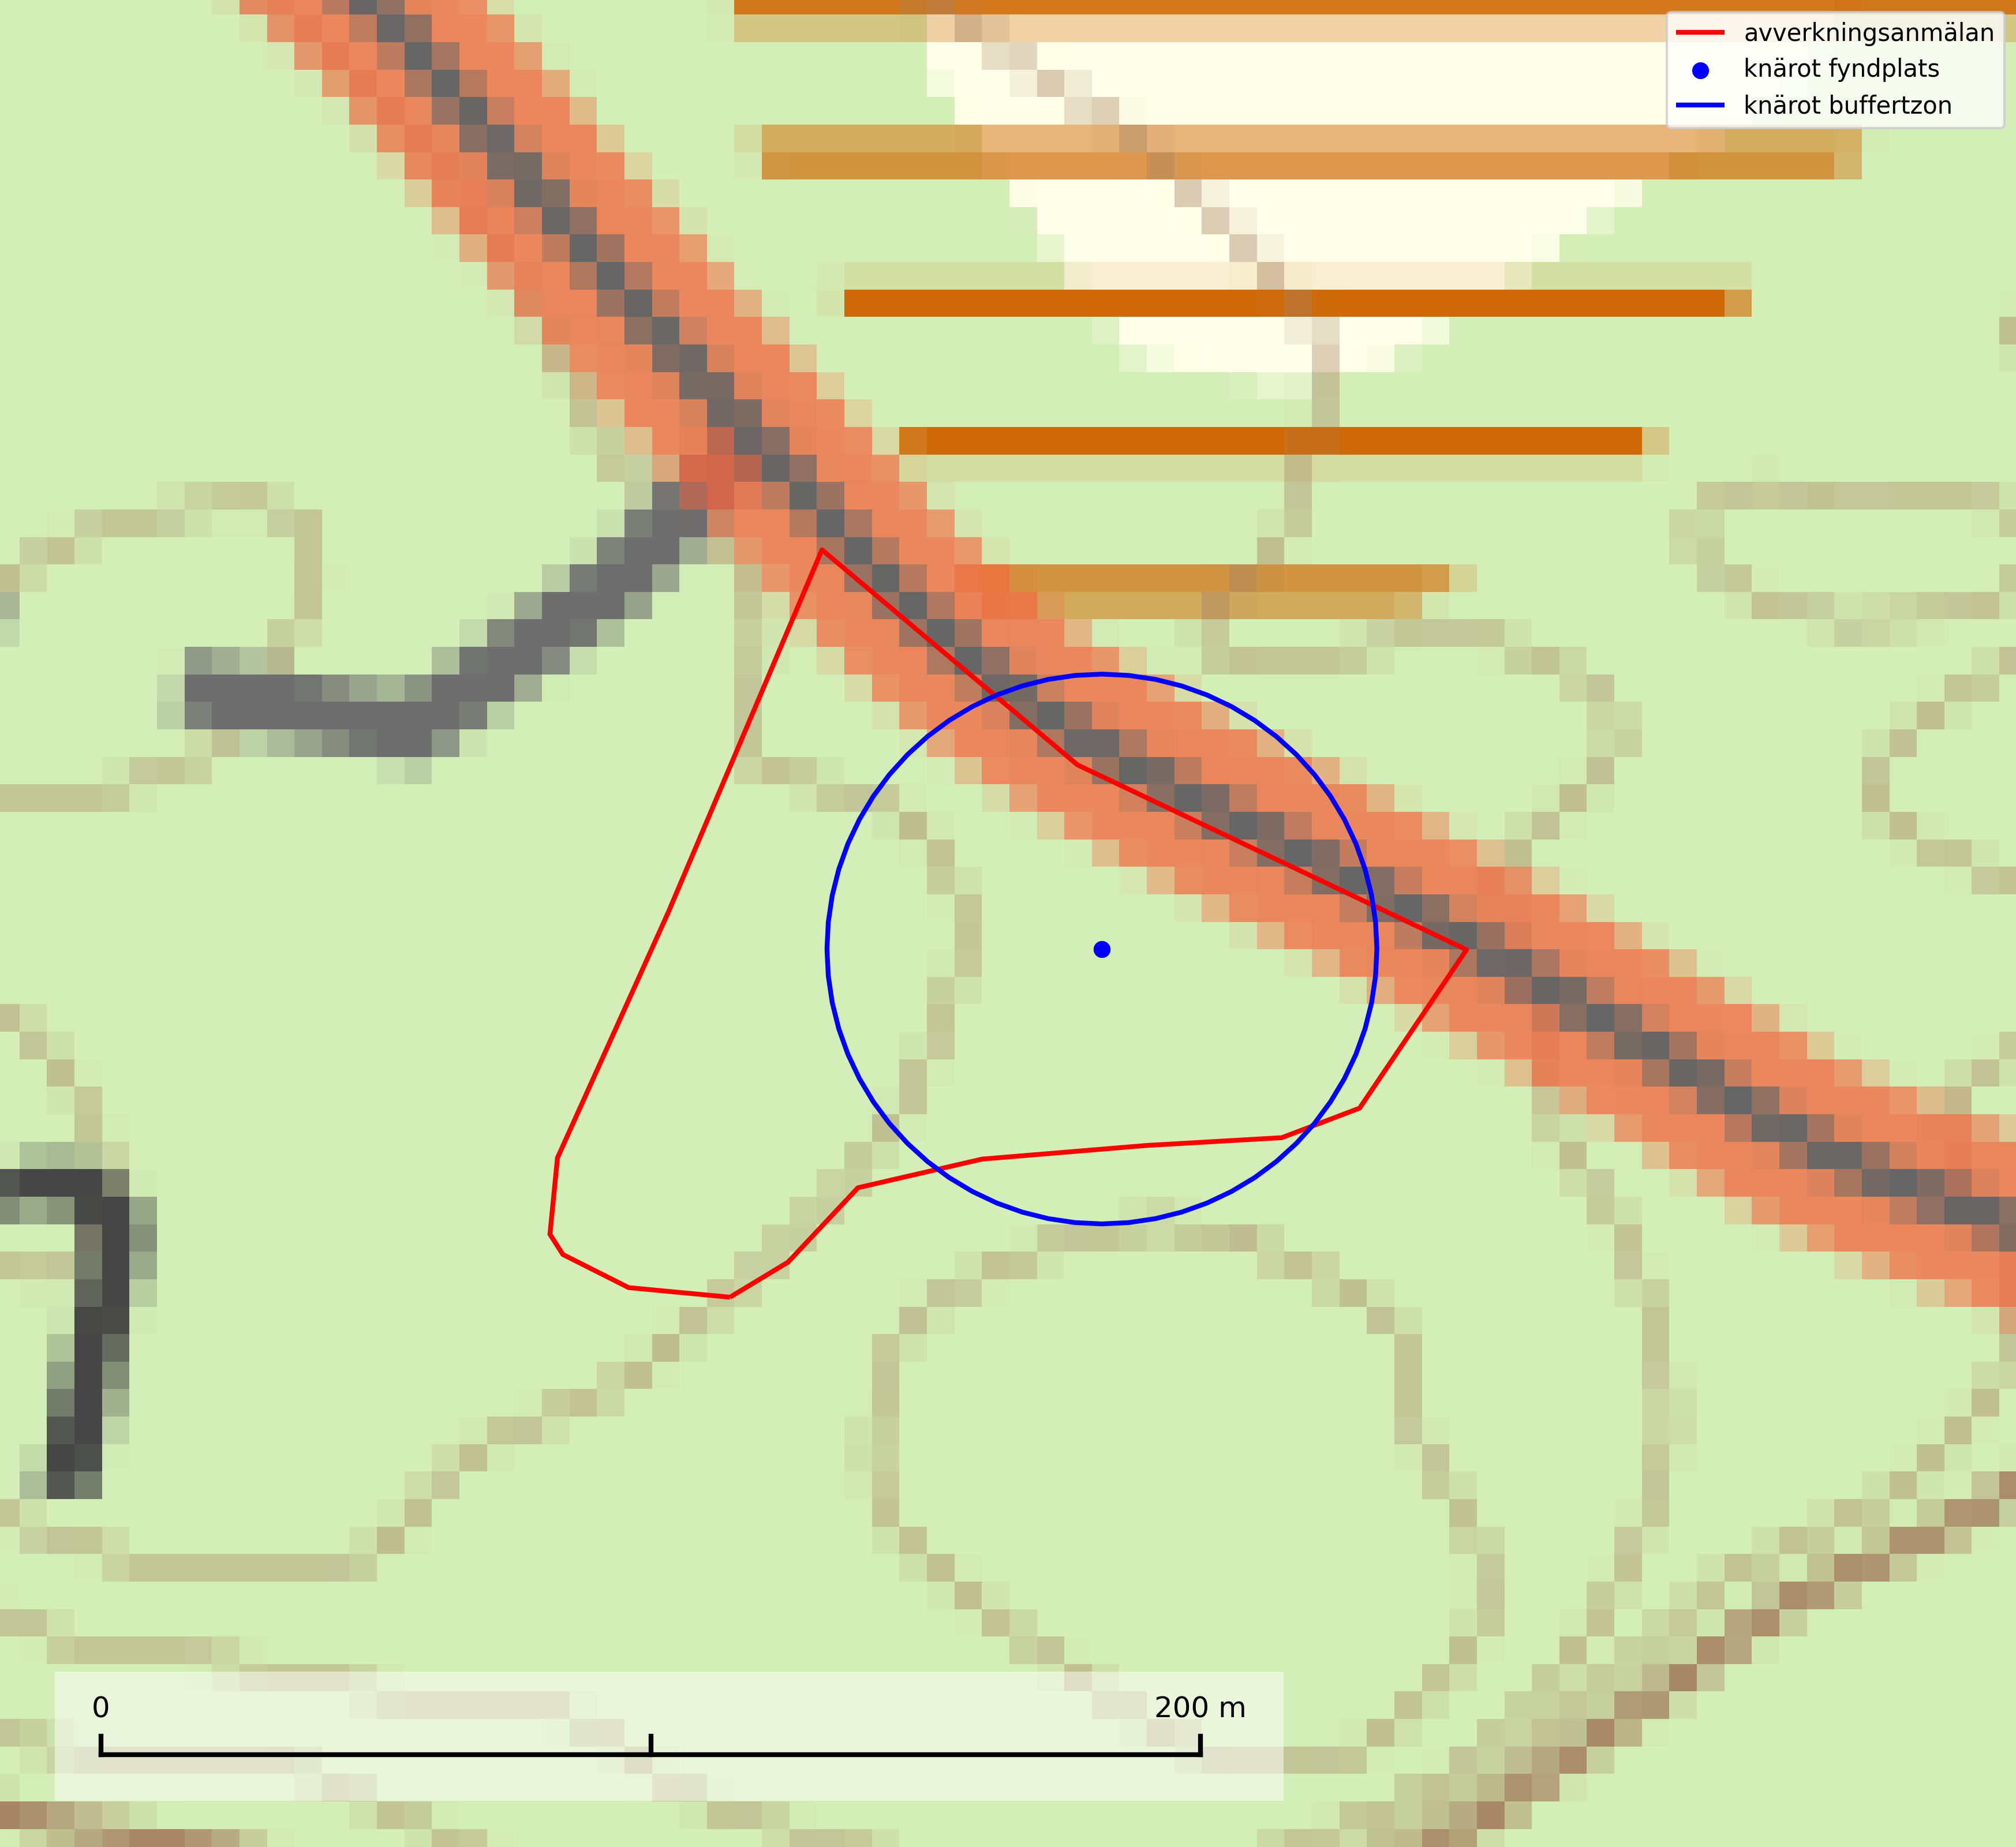 avverkningsanmälan
knärot fyndplats
knärot buffertzon
0 200 m